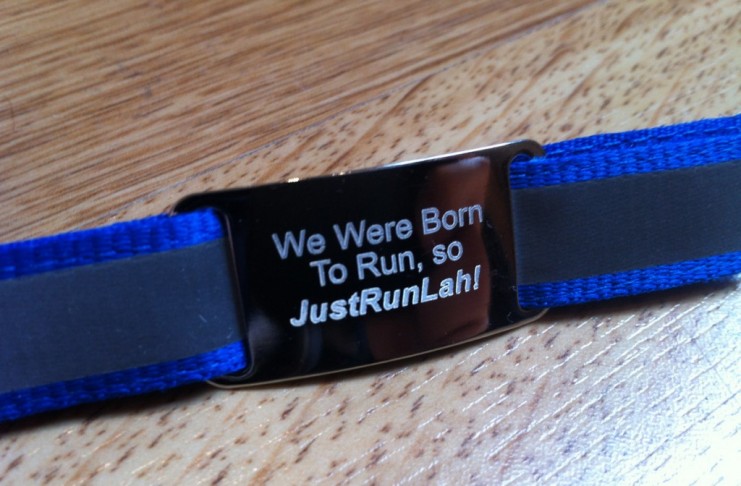 We Were Born
To Run, so
JustRunLah!